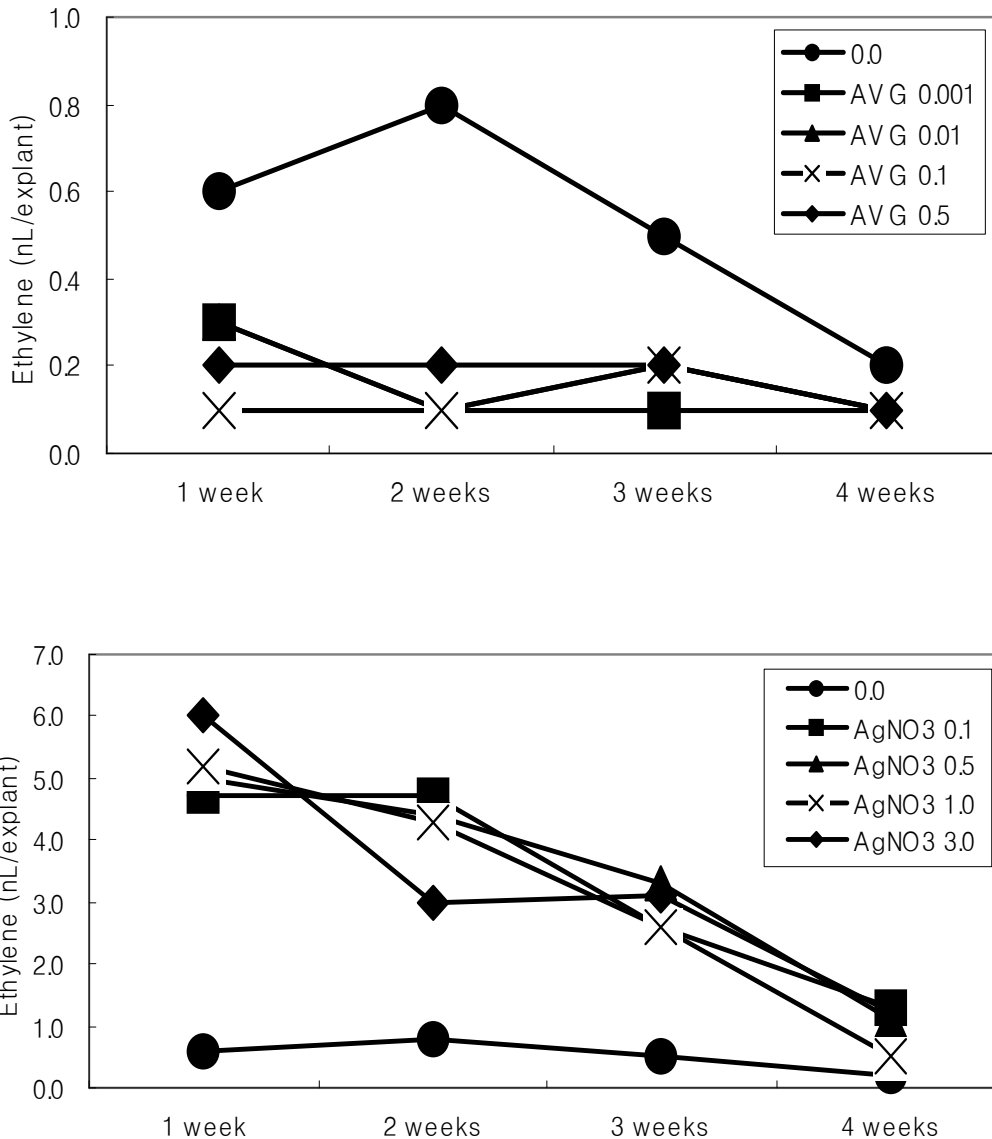 1.0
0.8
0.6
0.4
0.2
0.0
Ethylene (nL/explant)
0.0
AVG 0.001
AVG 0.01
AVG 0.1
AVG 0.5
1 week 2 weeks 3 weeks 4 weeks
7.0
6.0
5.0
4.0
3.0
2.0
1.0
0.0
Ethylene (nL/explant)
0.0
AgNO3 0.1
AgNO3 0.5
AgNO3 1.0
AgNO3 3.0
1 week 2 weeks 3 weeks 4 weeks